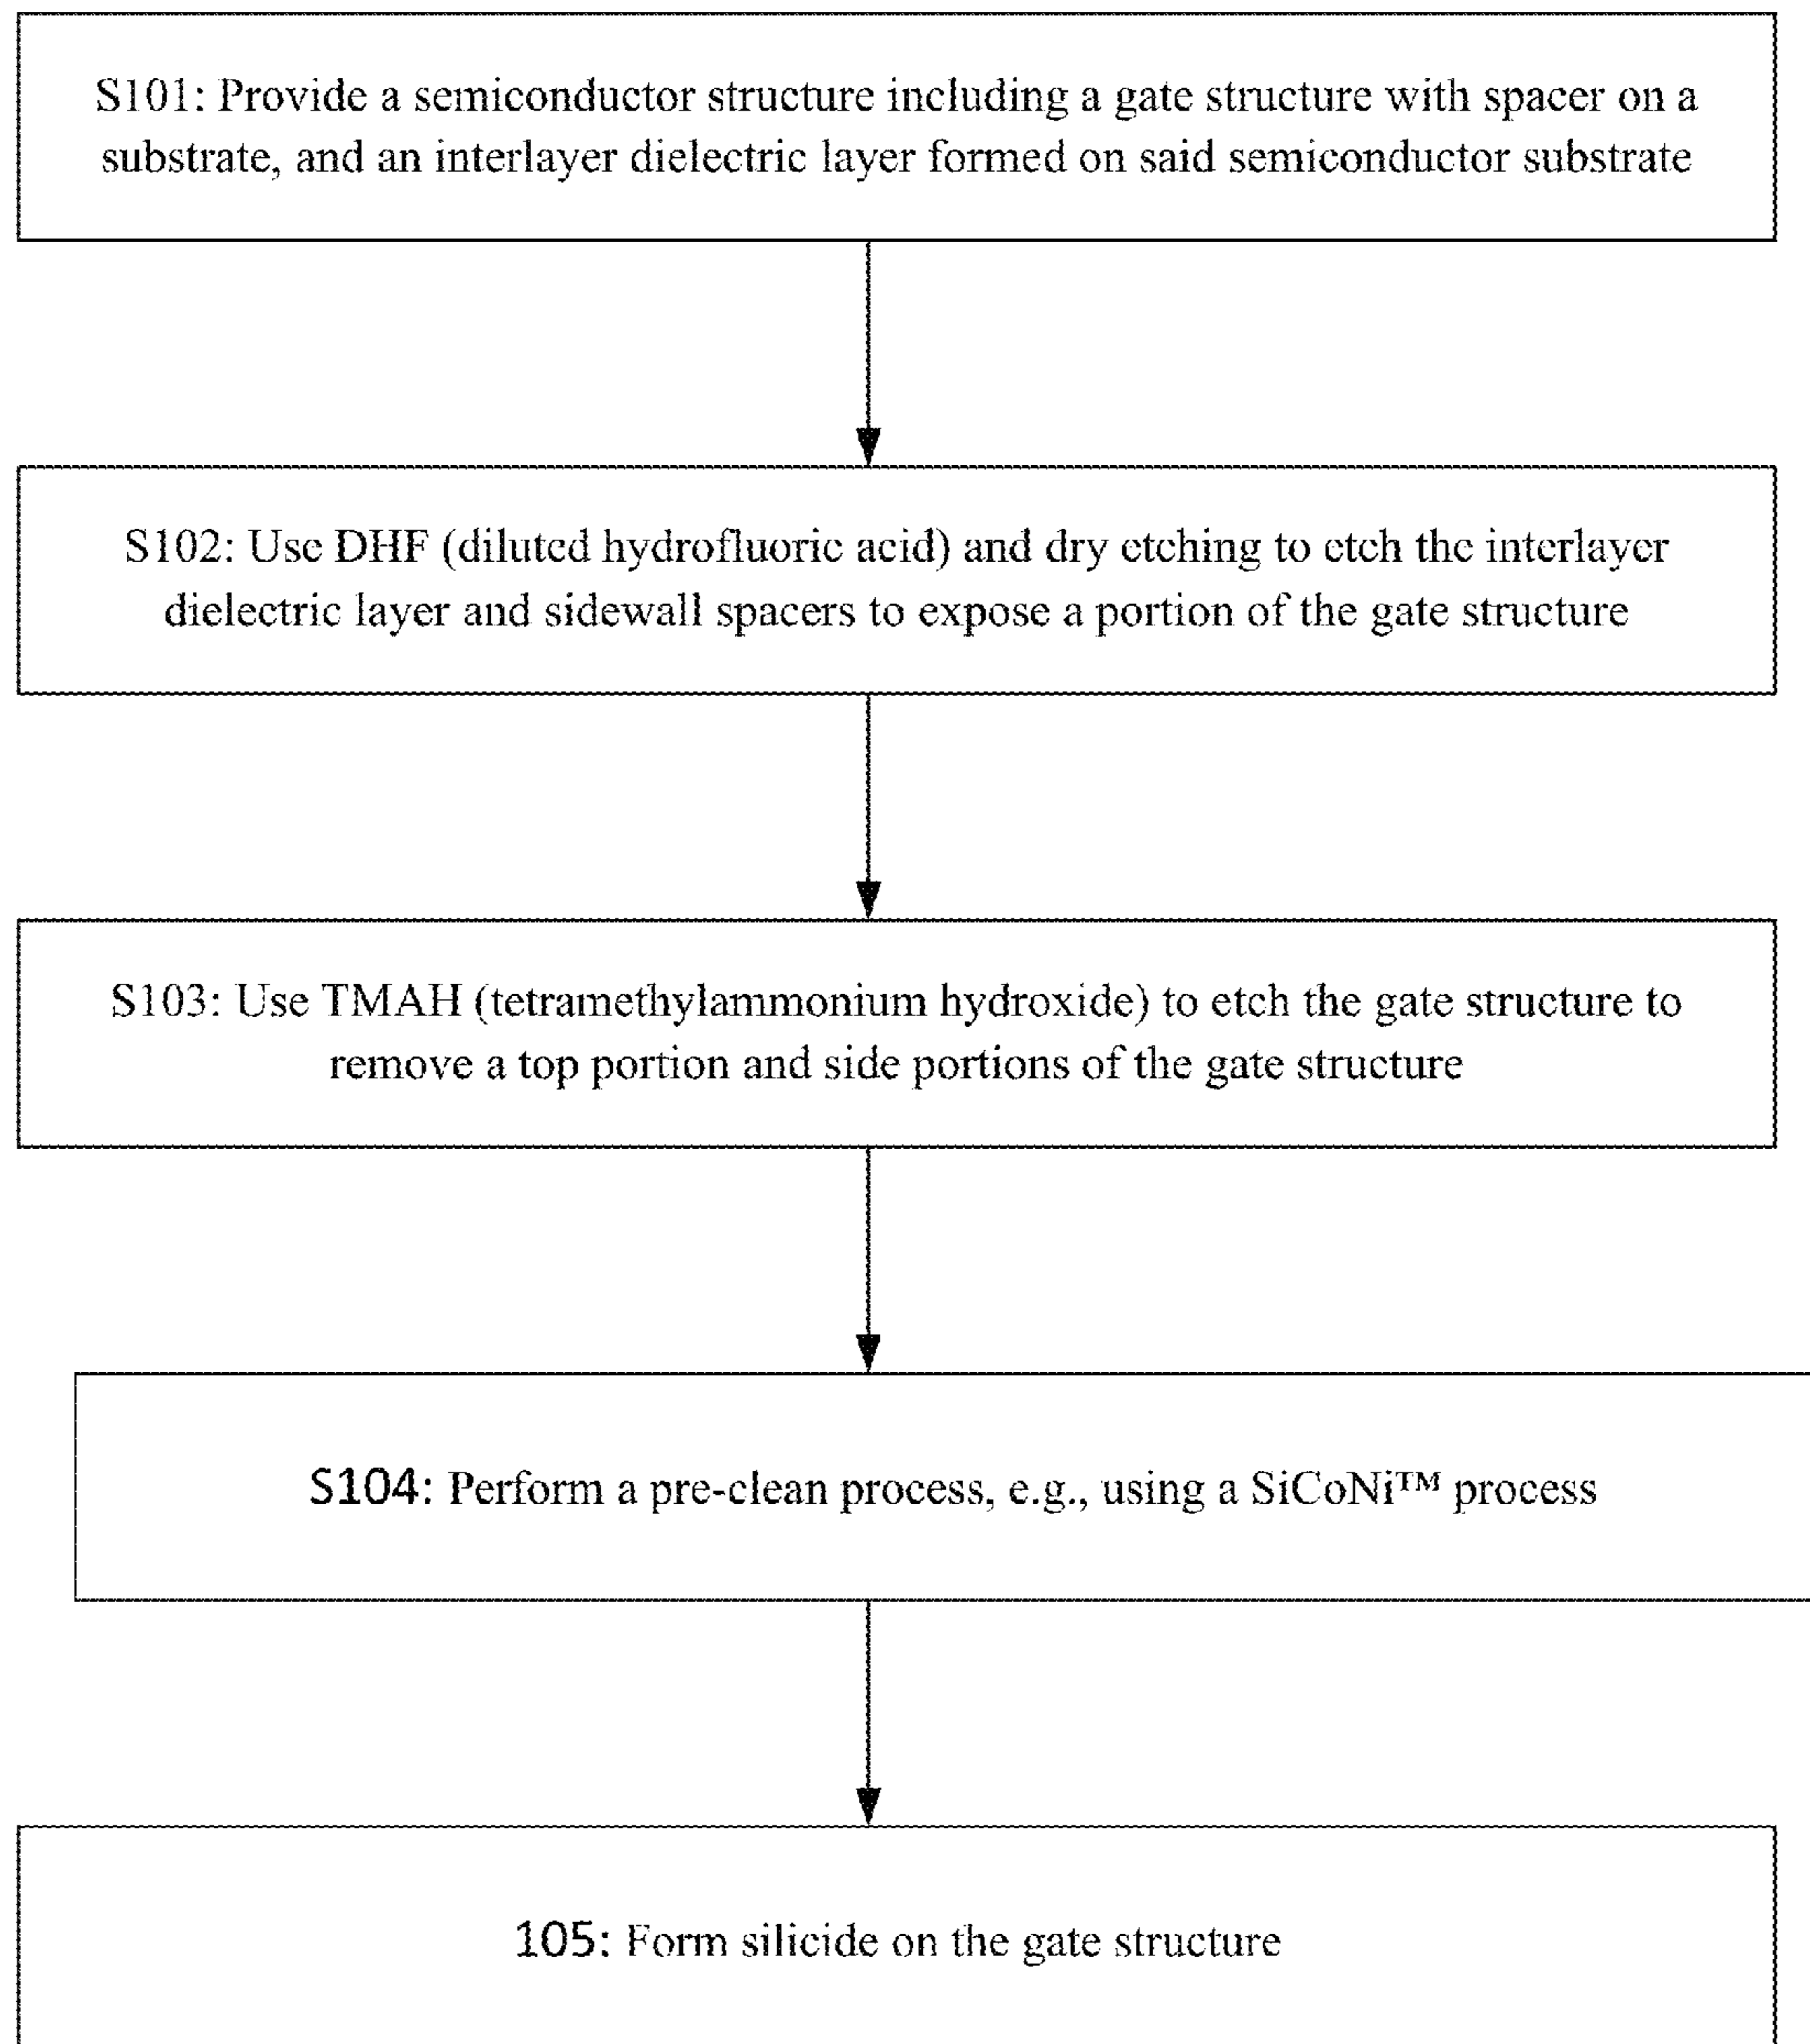 S101: Provide a semiconductor structure including a gate structure with spacer on a
substrate, and an interlayer dielectric layer formed on said semiconductor substrate
S102: Use DHF (diluted hydrofluoric acid) and dry etching to etch the interlayer
dielectric layer and sidewall spacers to expose a portion of the gate structure
S103: Use TMAH (tetramethylammonium hydroxide) to etch the gate structure to
remove a top portion and side portions of the gate structure
S104: Perform a pre-clean process, e.g., using a SiCoNi™ process
105: Form silicide on the gate structure